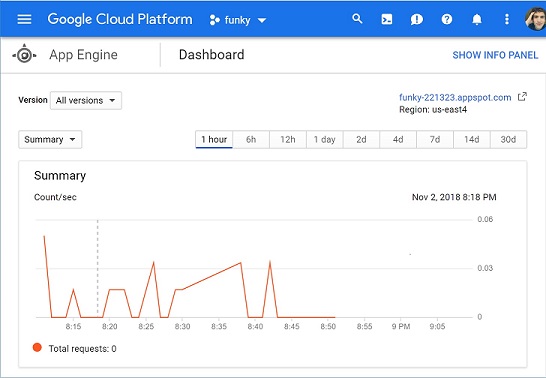 Google Cloud Platform funky
App Engine Dashboard SHOW INFO PANEL
Version All versions funky-221323.appspot.com
Region: us-east4
Summary 1 hour 6h 12h 1 day 2d 4d 7d 14d 30d
Summary
Count/sec Nov 2, 2018 8:18 PM
0.06
0.03
0
8:15 8:20 8:25 8:30 8:35 8:40 8:45 8:50 8:55 9 PM 9:05
Total requests: 0